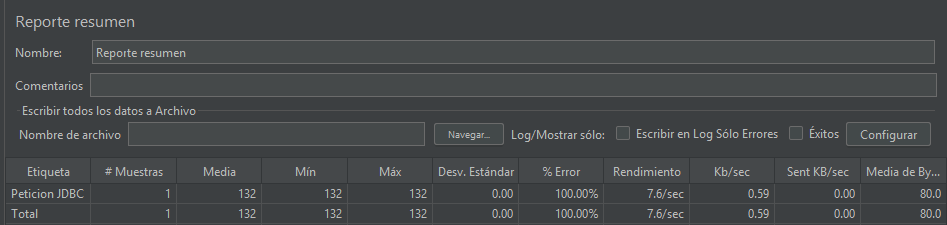 Reporte resumen
Nombre: Reporte resumen
Comentarios
Escribir todos los datos a Archivo
Nombre de archivo Navegar... Log/Mostrar sólo: Escribir en Log Sólo Errores Éxitos Configurar
Etiqueta # Muestras Media Mín Máx Desv. Estándar % Error Rendimiento Kb/sec Sent KB/sec Media de By...
Peticion JDBC 1 132 132 132 0.00 100.00% 7.6/sec 0.59 0.00 80.0
Total 1 132 132 132 0.00 100.00% 7.6/sec 0.59 0.00 80.0